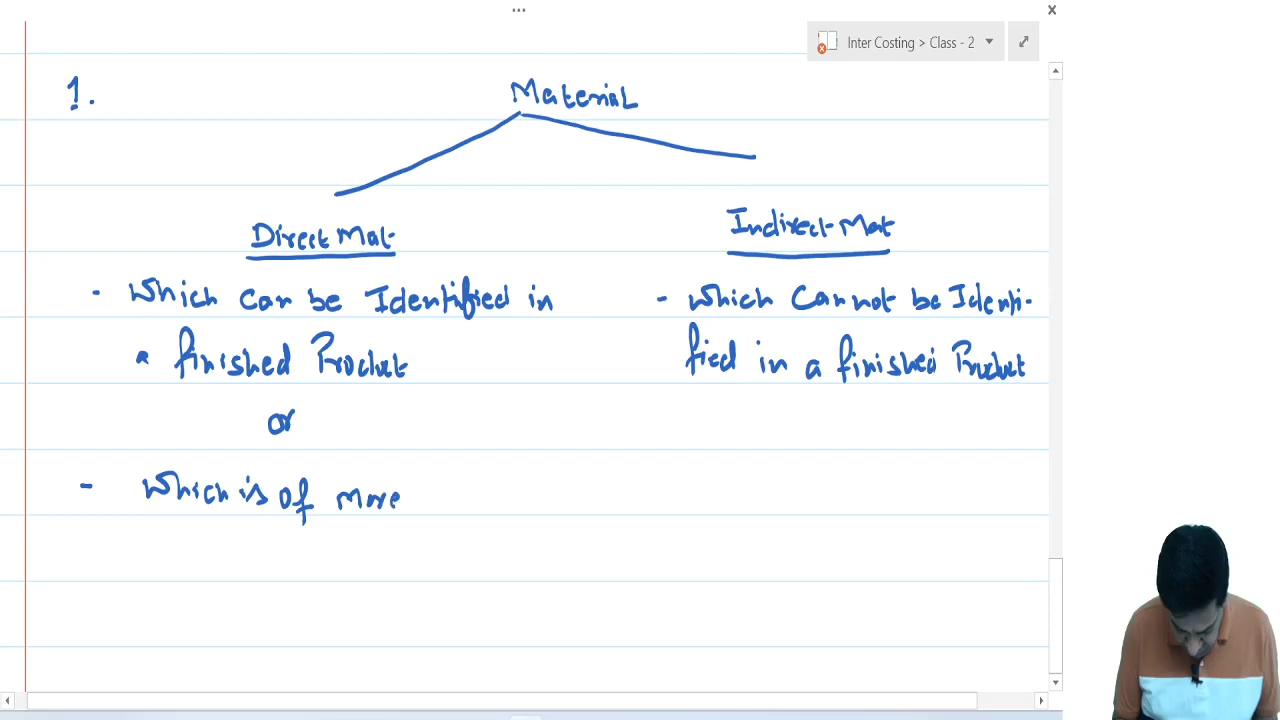 ...
Inter Costing > Class - 2
1.
Material
Direct Mat
Indirect Mat
- Which can be Identified in
a finished Product
or
- Which is of more
- Which Cannot be Identi-
fied in a finished Product